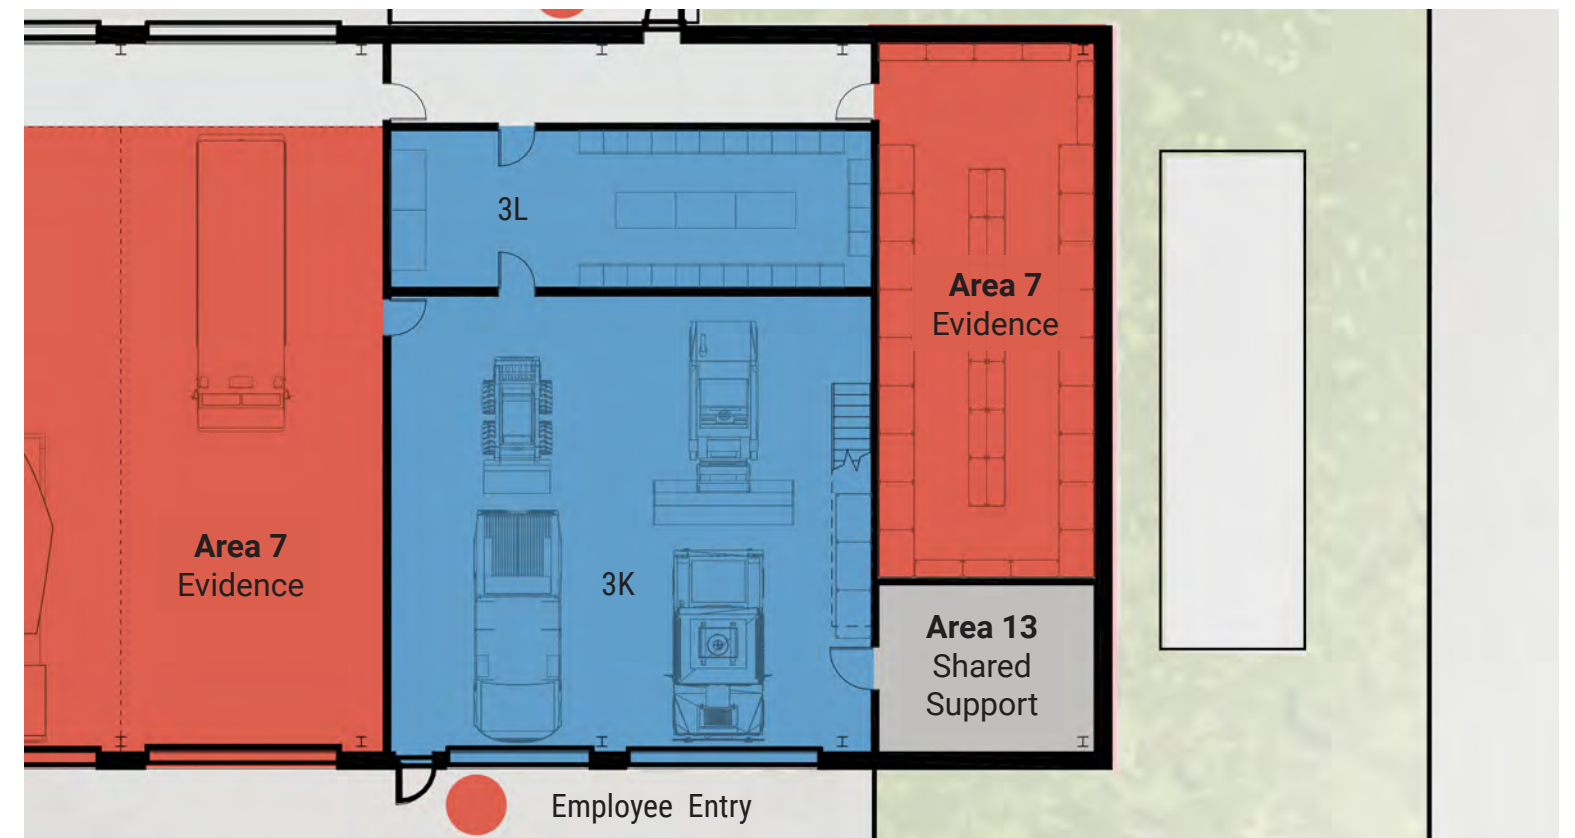 3L
Area 7
Evidence
Area 7
Evidence
3K
Area 13
Shared
Support
Employee Entry